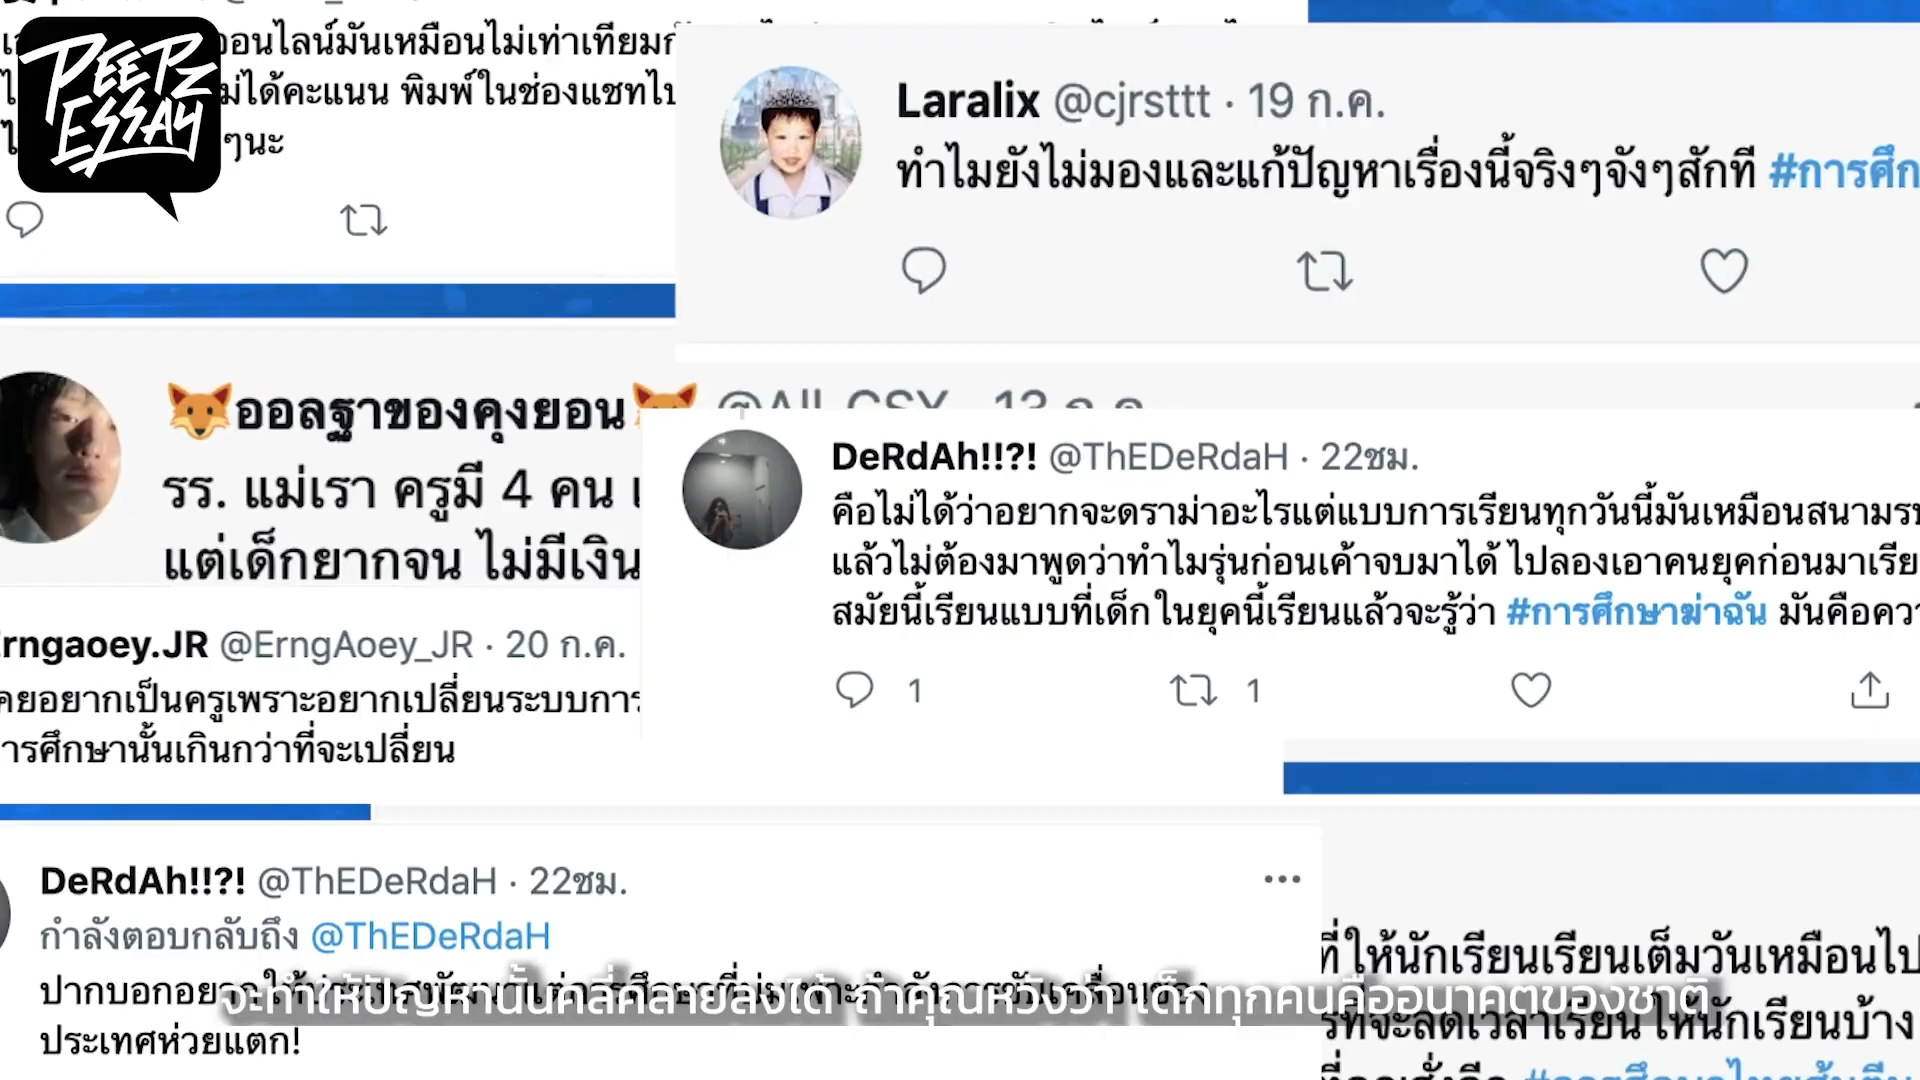 PEEPZ
ESSAY
ออนไลน์มันเหมือนไม่เท่าเทียม
ม่ได้คะแนน พิมพ์ในช่องแชทไป
ๆนะ
Laralix @cjrsttt · 19 ก.ค.
ทำไมยังไม่มองและแก้ปัญหาเรื่องนี้จริงๆจังๆสักที #การศึก
🦊ออลฐาของคุงยอน🦊
รร. แม่เรา ครูมี 4 คน
แต่เด็กยากจน ไม่มีเงิน
DeRdAh!!?! @ThEDeRdaH · 22ชม.
คือไม่ได้ว่าอยากจะดราม่าอะไรแต่แบบการเรียนทุกวันนี้มันเหมือนสนามรบ
แล้วไม่ต้องมาพูดว่าทำไมรุ่นก่อนเค้าจบมาได้ ไปลองเอาคนยุคก่อนมาเรีย
สมัยนี้เรียนแบบที่เด็กในยุคนี้เรียนแล้วจะรู้ว่า #การศึกษาฆ่าฉัน มันคือคว
1 1
rngaoey.JR @ErngAoey_JR · 20 ก.ค.
คยอยากเป็นครูเพราะอยากเปลี่ยนระบบการ
ารศึกษานั้นเกินกว่าที่จะเปลี่ยน
DeRdAh!!?! @ThEDeRdaH · 22ชม.
กำลังตอบกลับถึง @ThEDeRdaH
ประเทศห่วยแตก!
ที่ให้นักเรียนเรียนเต็มวันเหมือนไป
รที่จะลดเวลาเรียน ให้นักเรียนบ้าง
จะทำให้ปัญหานั้นคลี่คลายลงได้ ถ้าคุณหวังว่า เด็กทุกคนคืออนาคตของชาติ